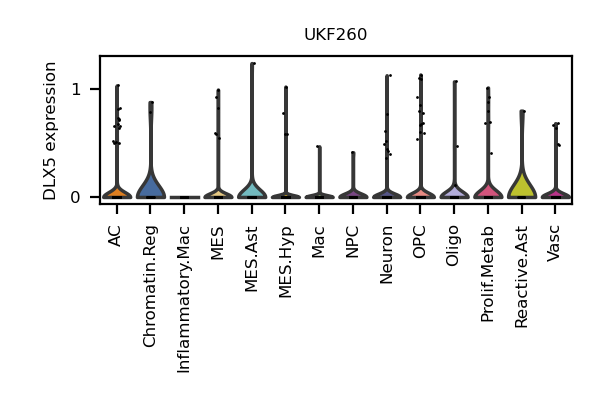 UKF260
DLX5 expression
1
0
AC
Chromatin.Reg
Inflammatory.Mac
MES
MES.Ast
MES.Hyp
Mac
NPC
Neuron
OPC
Oligo
Prolif.Metab
Reactive.Ast
Vasc